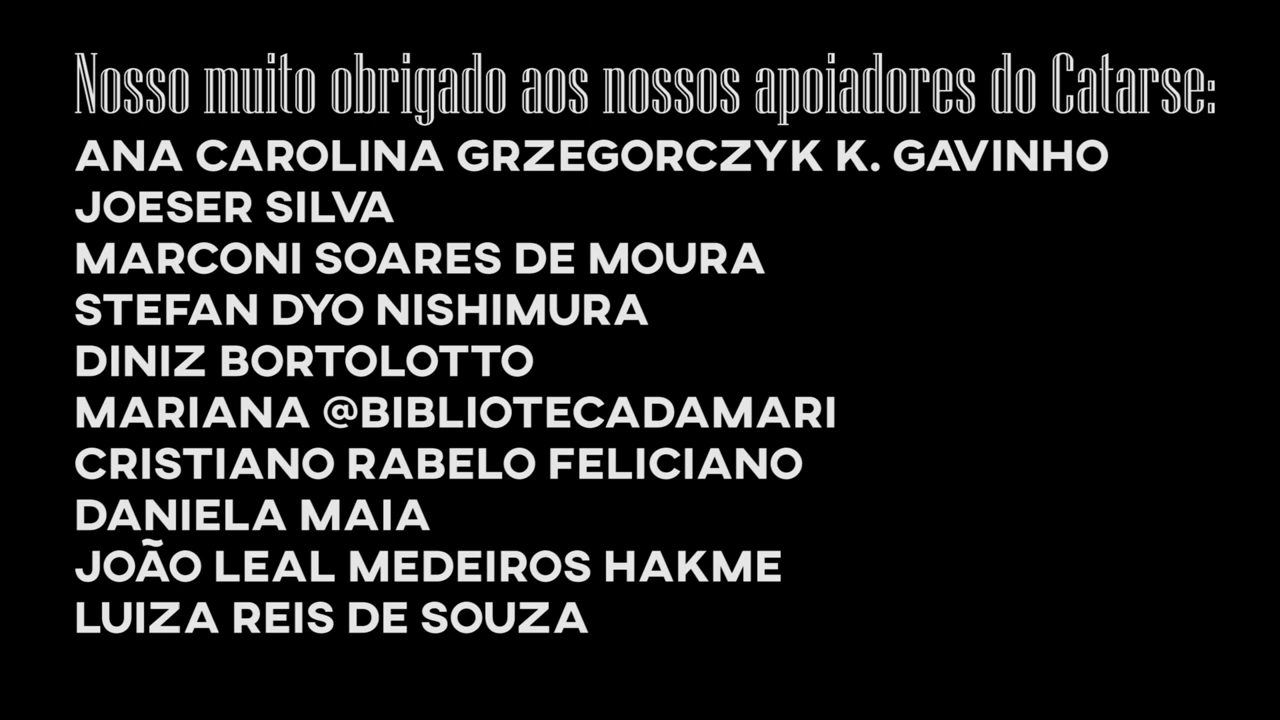 Nosso muito obrigado aos nossos apoiadores do Catarse:
ANA CAROLINA GRZEGORCZYK K. GAVINHO
JOESER SILVA
MARCONI SOARES DE MOURA
STEFAN DYO NISHIMURA
DINIZ BORTOLOTTO
MARIANA @BIBLIOTECADAMARI
CRISTIANO RABELO FELICIANO
DANIELA MAIA
JOÃO LEAL MEDEIROS HAKME
LUIZA REIS DE SOUZA